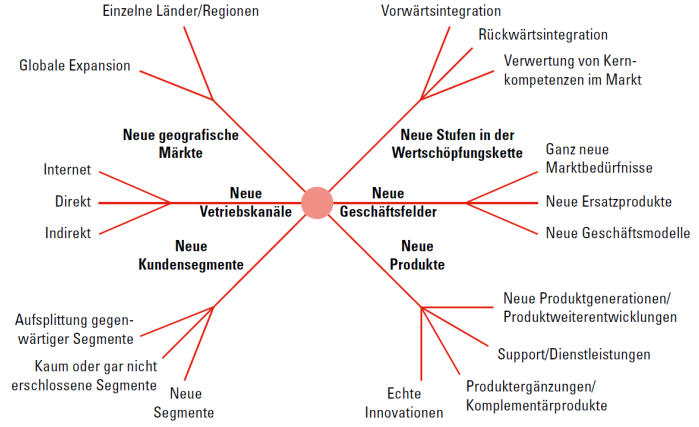 Einzelne Länder/Regionen
Globale Expansion
Neue geografische
Märkte
Vorwärtsintegration
Rückwärtsintegration
Verwertung von Kern-
kompetenzen im Markt
Neue Stufen in der
Wertschöpfungskette
Internet
Direkt
Indirekt
Neue
Vetriebskanäle
Neue
Geschäftsfelder
Ganz neue
Marktbedürfnisse
Neue Ersatzprodukte
Neue Geschäftsmodelle
Neue
Kundensegmente
Aufsplittung gegen-
wärtiger Segmente
Kaum oder gar nicht
erschlossene Segmente
Neue
Segmente
Neue
Produkte
Neue Produktgenerationen/
Produktweiterentwicklungen
Support/Dienstleistungen
Produktergänzungen/
Komplementärprodukte
Echte
Innovationen